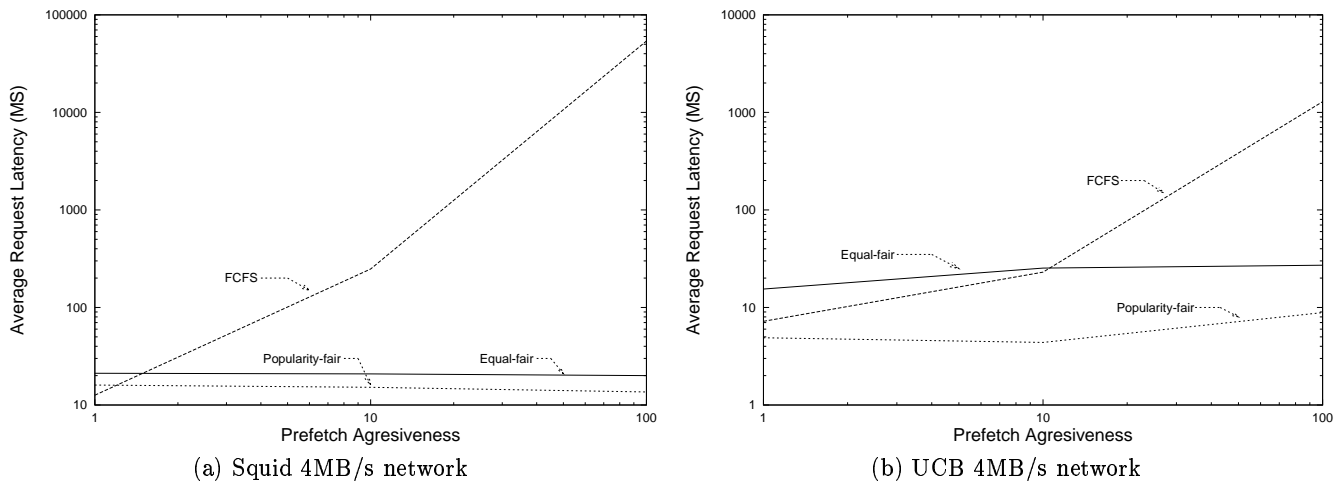 100000
10000
1000
100
10
Average Request Latency (MS)
FCFS
Popularity-fair
Equal-fair
1
10
100
Prefetch Agresiveness
(a) Squid 4MB/s network
10000
1000
100
10
1
Average Request Latency (MS)
FCFS
Equal-fair
Popularity-fair
1
10
100
Prefetch Agresiveness
(b) UCB 4MB/s network